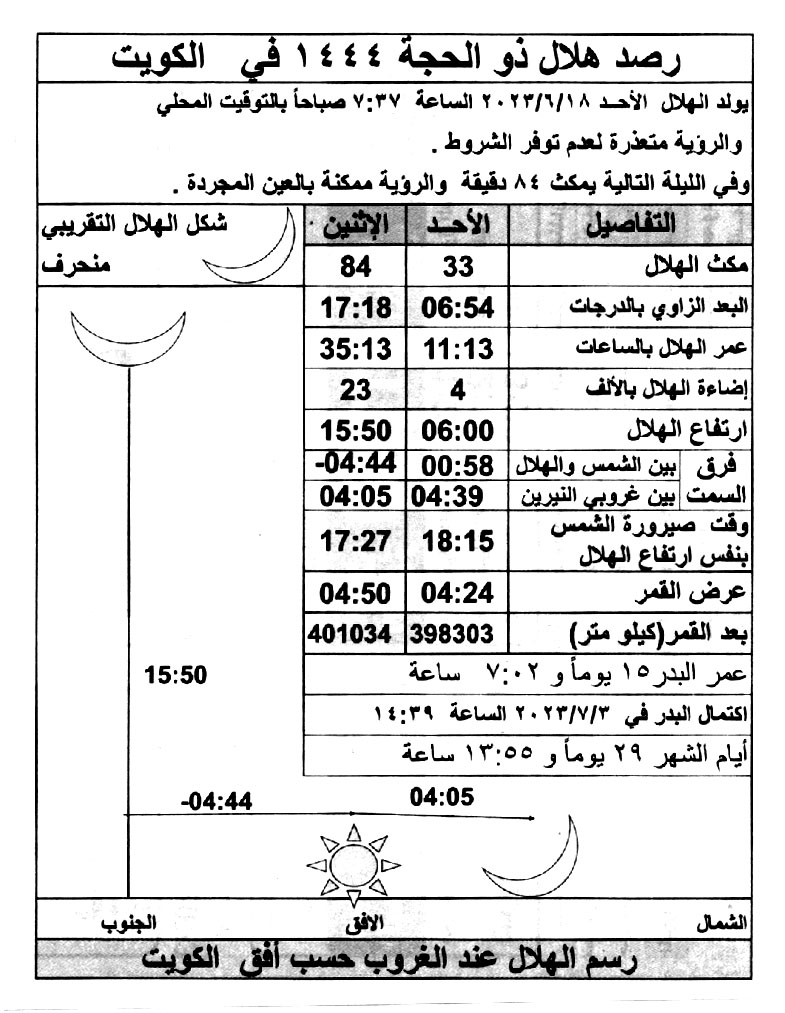 رصد هلال ذو الحجة ١٤٤٤ في الكويت
يولد الهلال الأحد ٢٠٢٣/٦/١٨ الساعة ٧:٣٧ صباحاً بالتوقيت المحلي
والرؤية متعذرة لعدم توفر الشروط .
وفي الليلة التالية يمكث ٨٤ دقيقة والرؤية ممكنة بالعين المجردة .
التفاصيل الأحـد الإثنين
شكل الهلال التقريبي
منحرف
مكث الهلال 33 84
البعد الزاوي بالدرجات 06:54 17:18
عمر الهلال بالساعات 11:13 35:13
إضاءة الهلال بالألف 4 23
ارتفاع الهلال 06:00 15:50
فرق السمت
بين الشمس والهلال 00:58 -04:44
بين غروبي النيرين 04:39 04:05
وقت صيرورة الشمس
بنفس ارتفاع الهلال 18:15 17:27
عرض القمر 04:24 04:50
بعد القمر(كيلو متر) 398303 401034
عمر البدر ١٥ يوماً و ٧:٠٢ ساعة
اكتمال البدر في ٢٠٢٣/٧/٣ الساعة ١٤:٣٩
أيام الشهر ٢٩ يوماً و ١٣:٥٥ ساعة
15:50
-04:44
04:05
الشمال الافق الجنوب
رسم الهلال عند الغروب حسب أفق الكويت